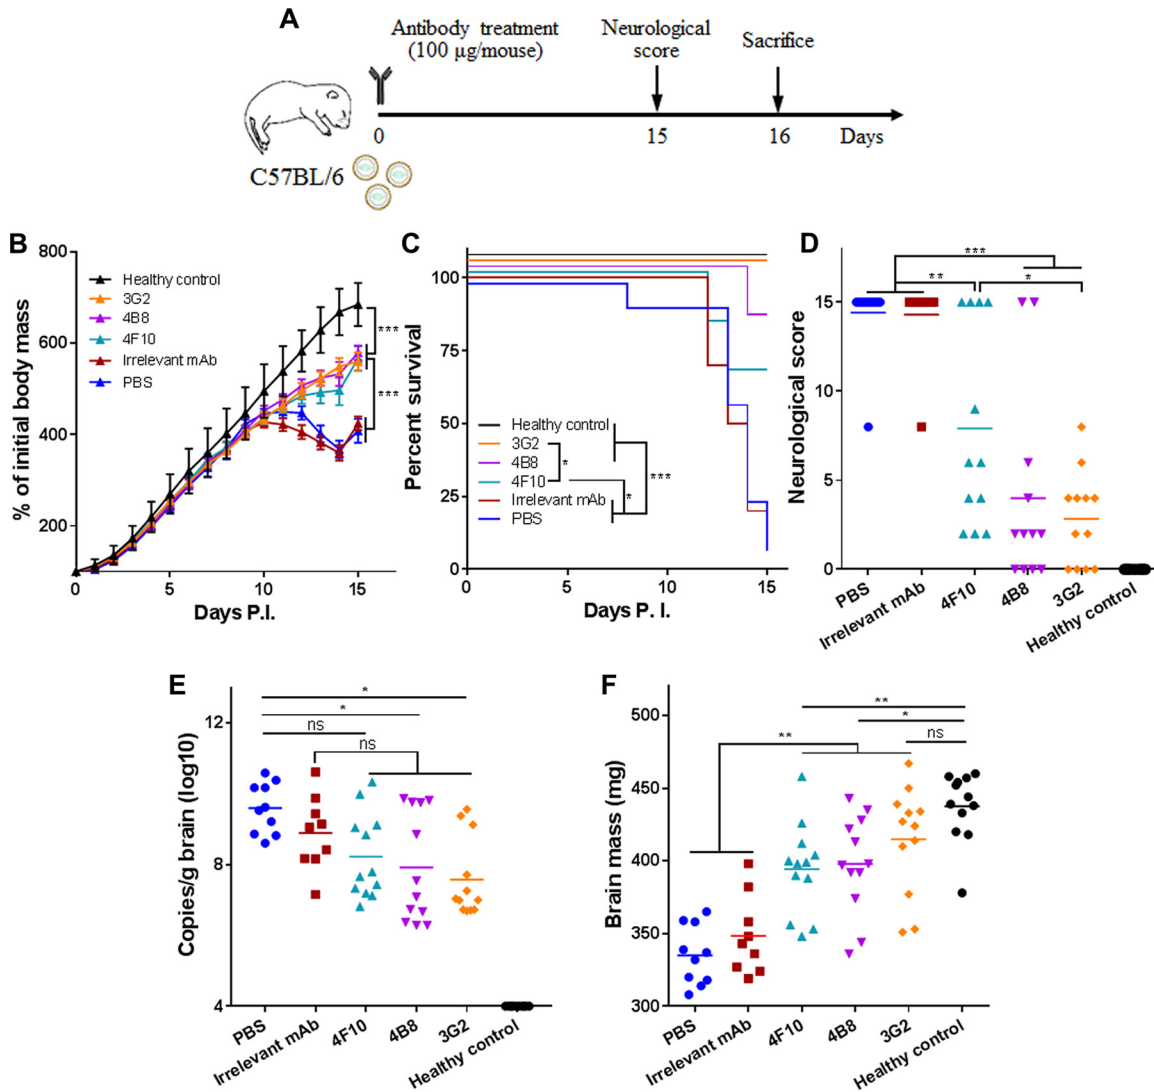 A
Antibody treatment
(100 µg/mouse)
Neurological
score
Sacrifice
0
15
16
Days
C57BL/6
B
% of initial body mass
800
600
400
200
0
5
10
15
Days P.I.
Healthy control
3G2
4B8
4F10
Irrelevant mAb
PBS
***
***
C
Percent survival
100
75
50
25
0
0
5
10
15
Days P. I.
Healthy control
3G2
4B8
4F10
Irrelevant mAb
PBS
*
*
***
D
Neurological score
15
10
5
0
***
**
*
PBS
Irrelevant mAb
4F10
4B8
3G2
Healthy control
E
Copies/g brain (log10)
12
8
4
*
*
ns
ns
PBS
Irrelevant mAb
4F10
4B8
3G2
Healthy control
F
Brain mass (mg)
500
450
400
350
300
**
*
**
ns
PBS
Irrelevant mAb
4F10
4B8
3G2
Healthy control